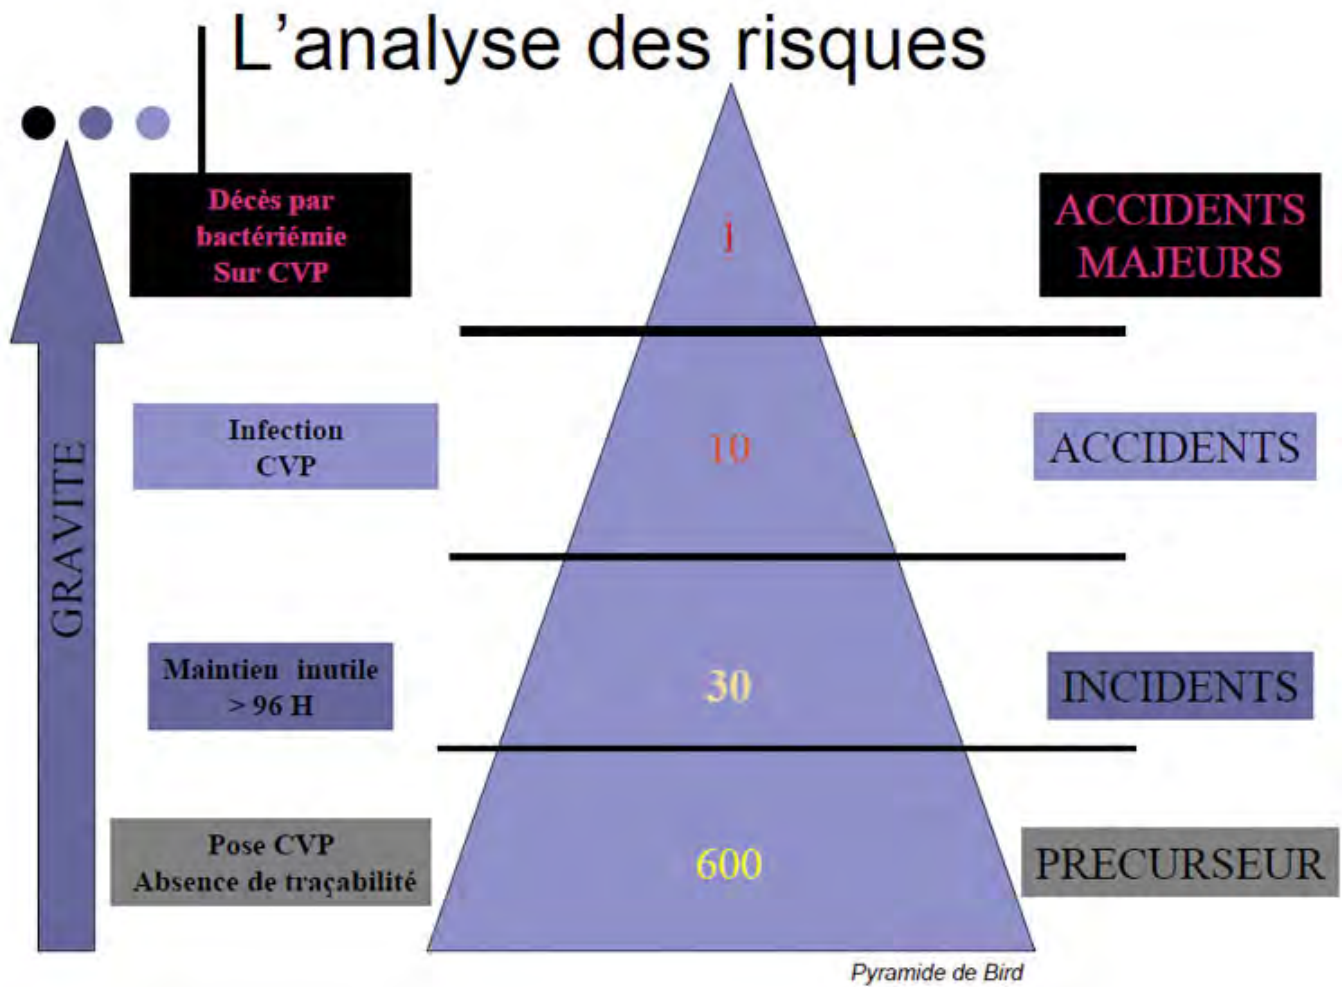 L'analyse des risques
Décès par
bactériémie
Sur CVP
1
ACCIDENTS
MAJEURS
Infection
CVP
10
ACCIDENTS
GRAVITE
Maintien inutile
> 96 H
30
INCIDENTS
Pose CVP
Absence de traçabilité
600
PRECURSEUR
Pyramide de Bird